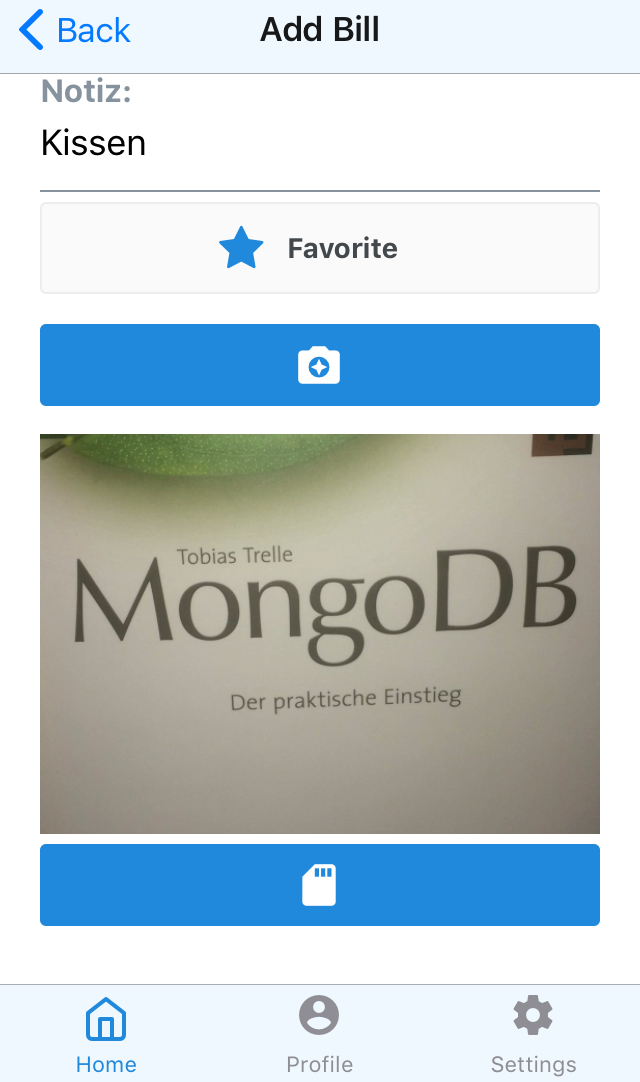 Back
Add Bill
Notiz:
Kissen
Favorite
Tobias Trelle
MongoDB
Der praktische Einstieg
Home
Profile
Settings